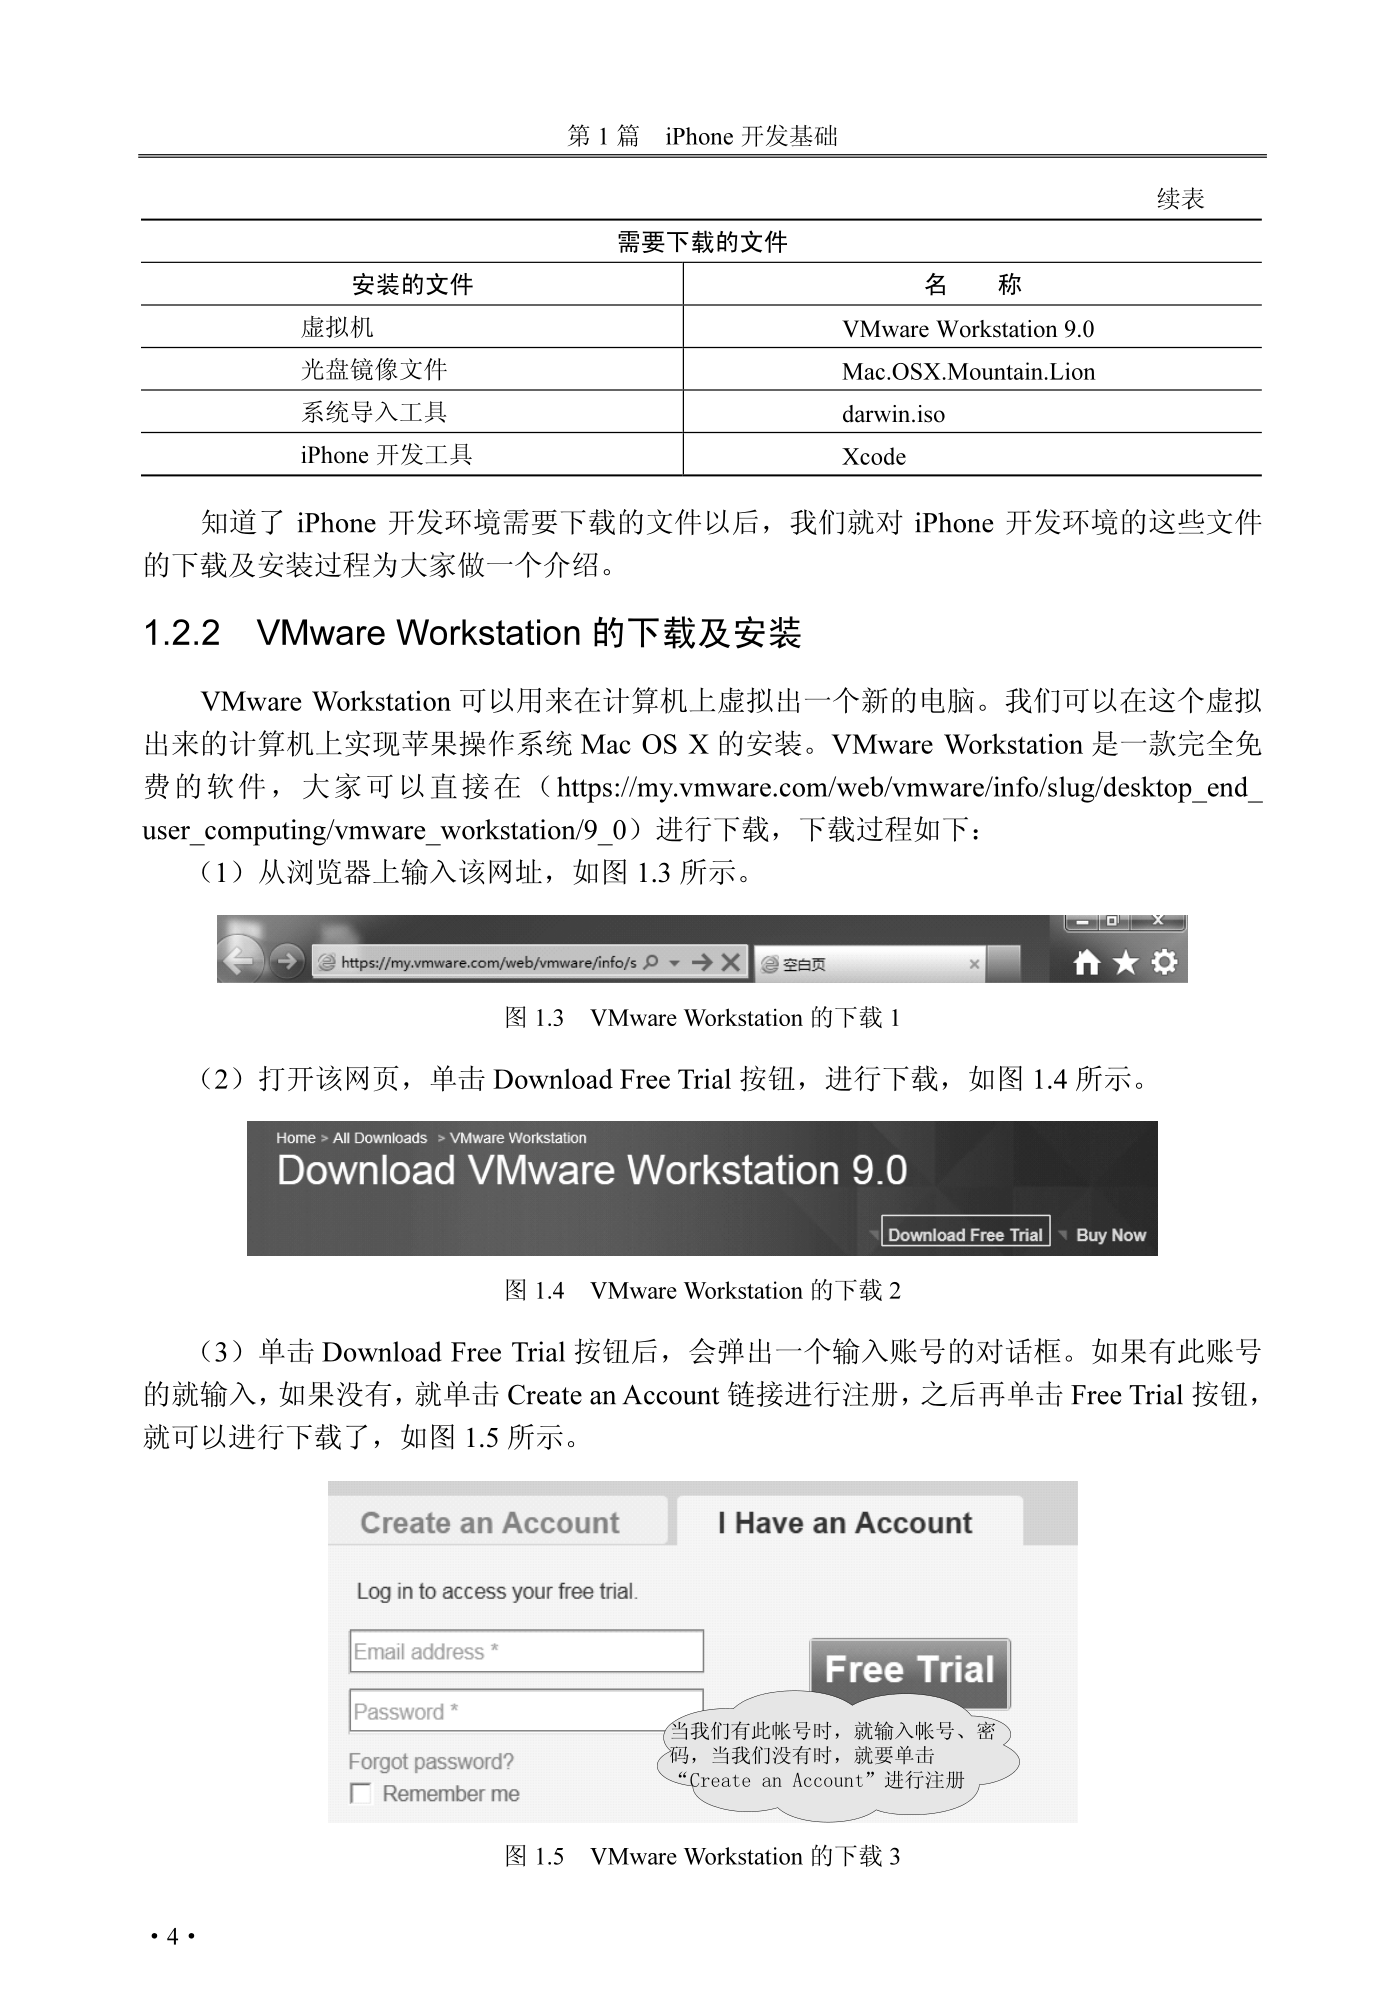 第 1 篇　iPhone 开发基础
续表
需要下载的文件
安装的文件　名　　称
虚拟机　VMware Workstation 9.0
光盘镜像文件　Mac.OSX.Mountain.Lion
系统导入工具　darwin.iso
iPhone 开发工具　Xcode
知道了 iPhone 开发环境需要下载的文件以后，我们就对 iPhone 开发环境的这些文件
的下载及安装过程为大家做一个介绍。
1.2.2　VMware Workstation 的下载及安装
VMware Workstation 可以用来在计算机上虚拟出一个新的电脑。我们可以在这个虚拟
出来的计算机上实现苹果操作系统 Mac OS X 的安装。VMware Workstation 是一款完全免
费的软件，大家可以直接在（https://my.vmware.com/web/vmware/info/slug/desktop_end_
user_computing/vmware_workstation/9_0）进行下载，下载过程如下：
（1）从浏览器上输入该网址，如图 1.3 所示。
https://my.vmware.com/web/vmware/info/s 空白页
图 1.3　VMware Workstation 的下载 1
（2）打开该网页，单击 Download Free Trial 按钮，进行下载，如图 1.4 所示。
Home > All Downloads > VMware Workstation
Download VMware Workstation 9.0
Download Free Trial Buy Now
图 1.4　VMware Workstation 的下载 2
（3）单击 Download Free Trial 按钮后，会弹出一个输入账号的对话框。如果有此账号
的就输入，如果没有，就单击 Create an Account 链接进行注册，之后再单击 Free Trial 按钮，
就可以进行下载了，如图 1.5 所示。
Create an Account I Have an Account
Log in to access your free trial.
Email address *
Free Trial
Password *
当我们有此帐号时，就输入帐号、密
码，当我们没有时，就要单击
“Create an Account”进行注册
Forgot password?
Remember me
图 1.5　VMware Workstation 的下载 3
·4·